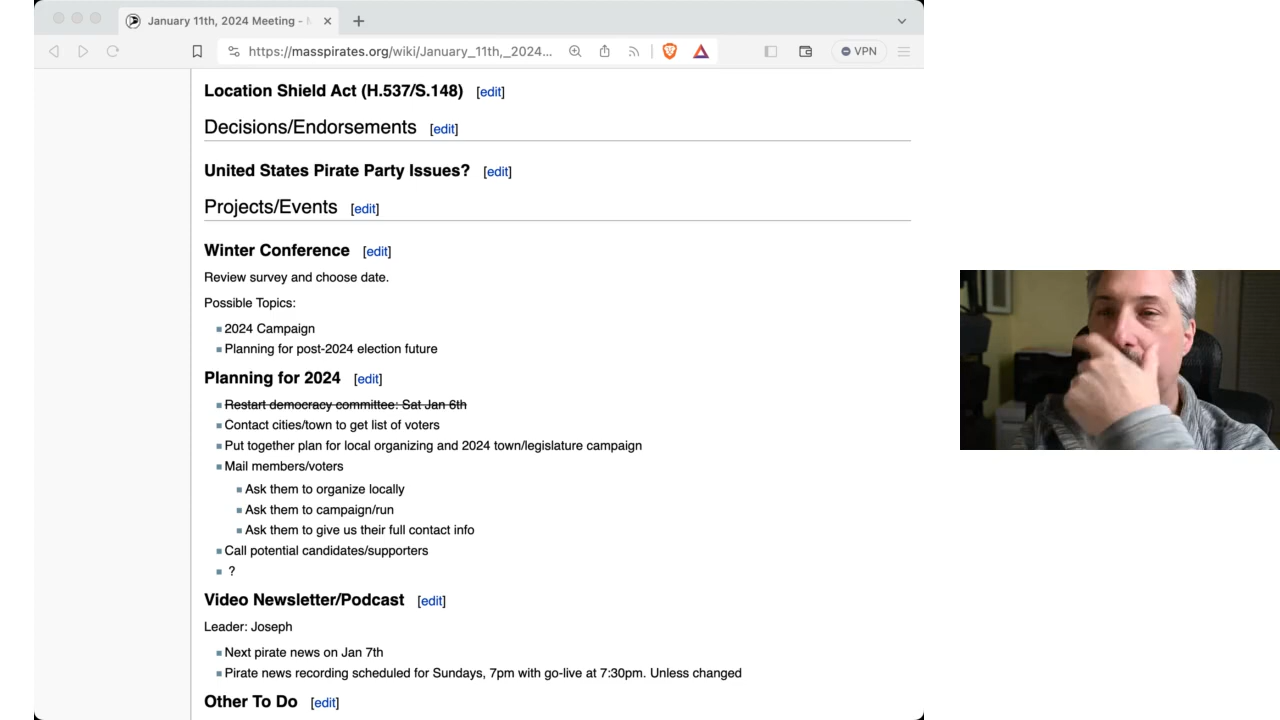 January 11th, 2024 Meeting -
https://masspirates.org/wiki/January_11th,_2024...
VPN
Location Shield Act (H.537/S.148) [edit]
Decisions/Endorsements [edit]
United States Pirate Party Issues? [edit]
Projects/Events [edit]
Winter Conference [edit]
Review survey and choose date.
Possible Topics:
2024 Campaign
Planning for post-2024 election future
Planning for 2024 [edit]
Restart democracy committee: Sat Jan 6th
Contact cities/town to get list of voters
Put together plan for local organizing and 2024 town/legislature campaign
Mail members/voters
Ask them to organize locally
Ask them to campaign/run
Ask them to give us their full contact info
Call potential candidates/supporters
?
Video Newsletter/Podcast [edit]
Leader: Joseph
Next pirate news on Jan 7th
Pirate news recording scheduled for Sundays, 7pm with go-live at 7:30pm. Unless changed
Other To Do [edit]